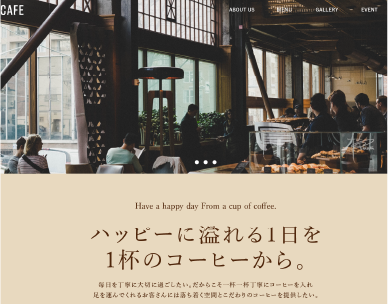 CAFE
ABOUT US
MENU
GALLERY
EVENT
Have a happy day From a cup of coffee.
ハッピーに溢れる1日を
1杯のコーヒーから。
毎日を丁寧に大切に過ごしたい。だからこそ一杯一杯丁寧にコーヒーを入れ
足を運んでくれるお客さんには落ち着く空間とこだわりのコーヒーを提供したい。